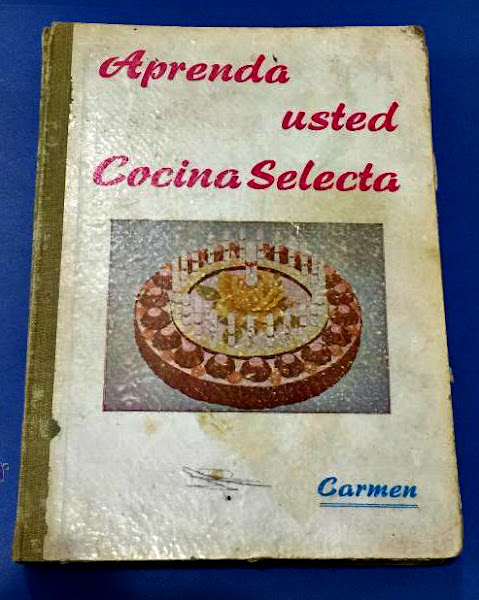 Aprenda
usted
Cocina Selecta
Carmen